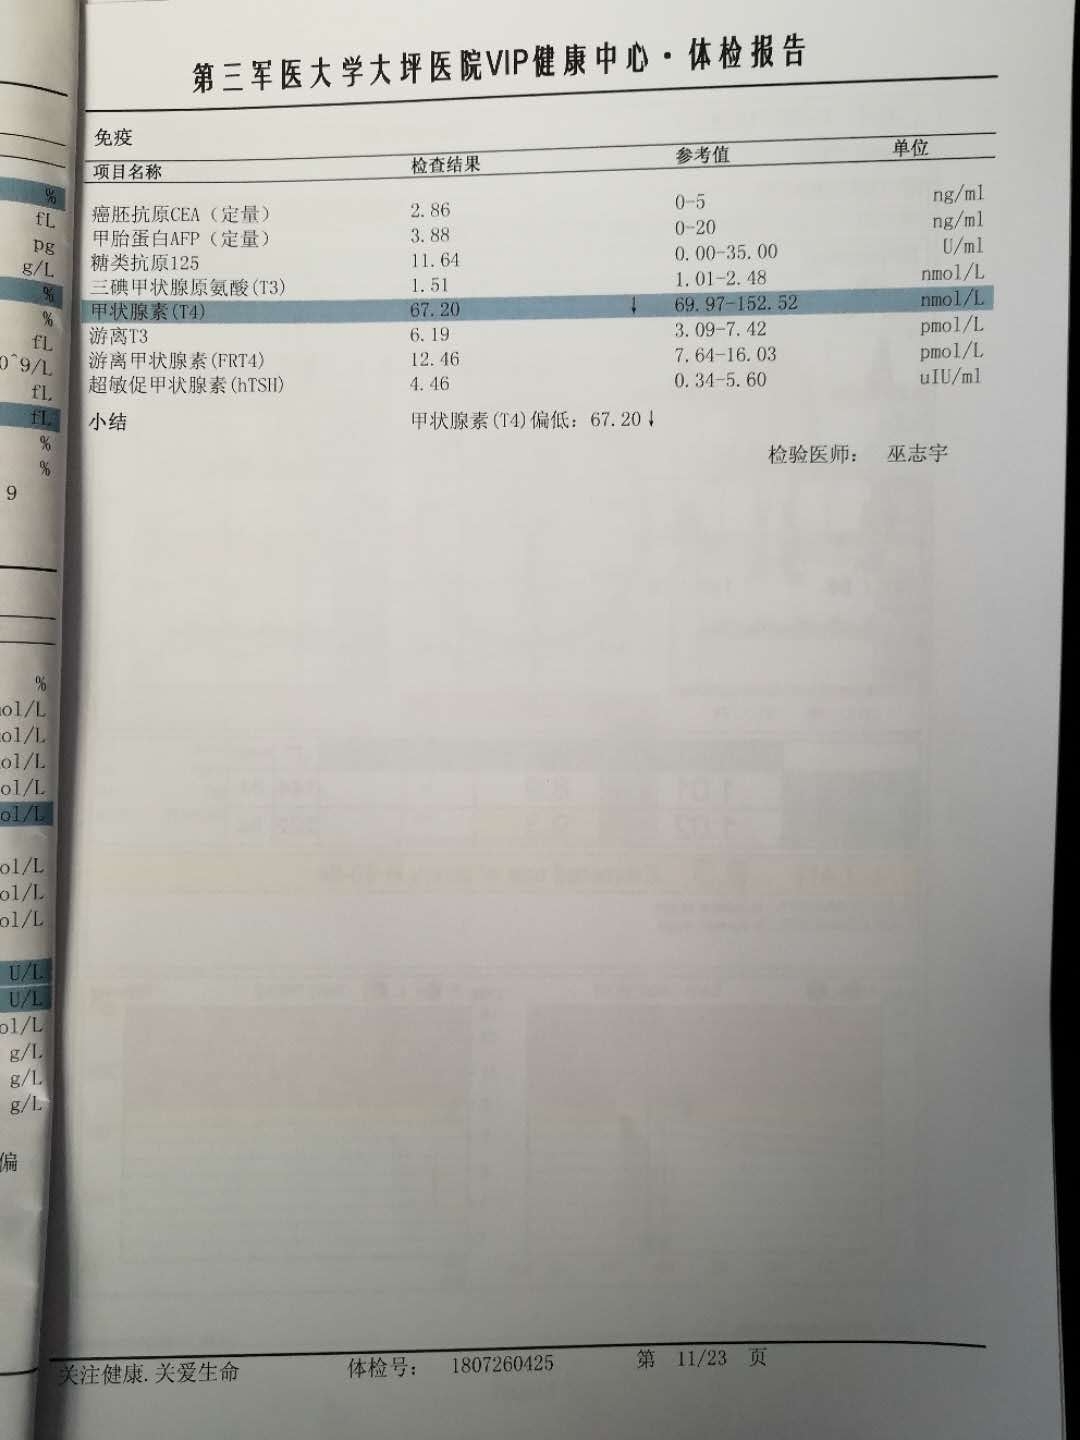 第三军医大学大坪医院VIP健康中心·体检报告
免疫
项目名称 检查结果 参考值 单位
癌胚抗原CEA（定量） 2.86 0-5 ng/ml
甲胎蛋白AFP（定量） 3.88 0-20 ng/ml
糖类抗原125 11.64 0.00-35.00 U/ml
三碘甲状腺原氨酸(T3) 1.51 1.01-2.48 nmol/L
甲状腺素(T4) 67.20 ↓ 69.97-152.52 nmol/L
游离T3 6.19 3.09-7.42 pmol/L
游离甲状腺素(FRT4) 12.46 7.64-16.03 pmol/L
超敏促甲状腺素(hTSH) 4.46 0.34-5.60 uIU/ml
小结 甲状腺素(T4)偏低: 67.20↓
检验医师： 巫志宇
关注健康.关爱生命 体检号： 1807260425 第 11/23 页
%
fL
pg
g/L
%
%
fL
0^9/L
fL
fL
%
%
9
%
ol/L
ol/L
ol/L
ol/L
ol/L
ol/L
ol/L
ol/L
U/L
U/L
ol/L
g/L
g/L
g/L
偏